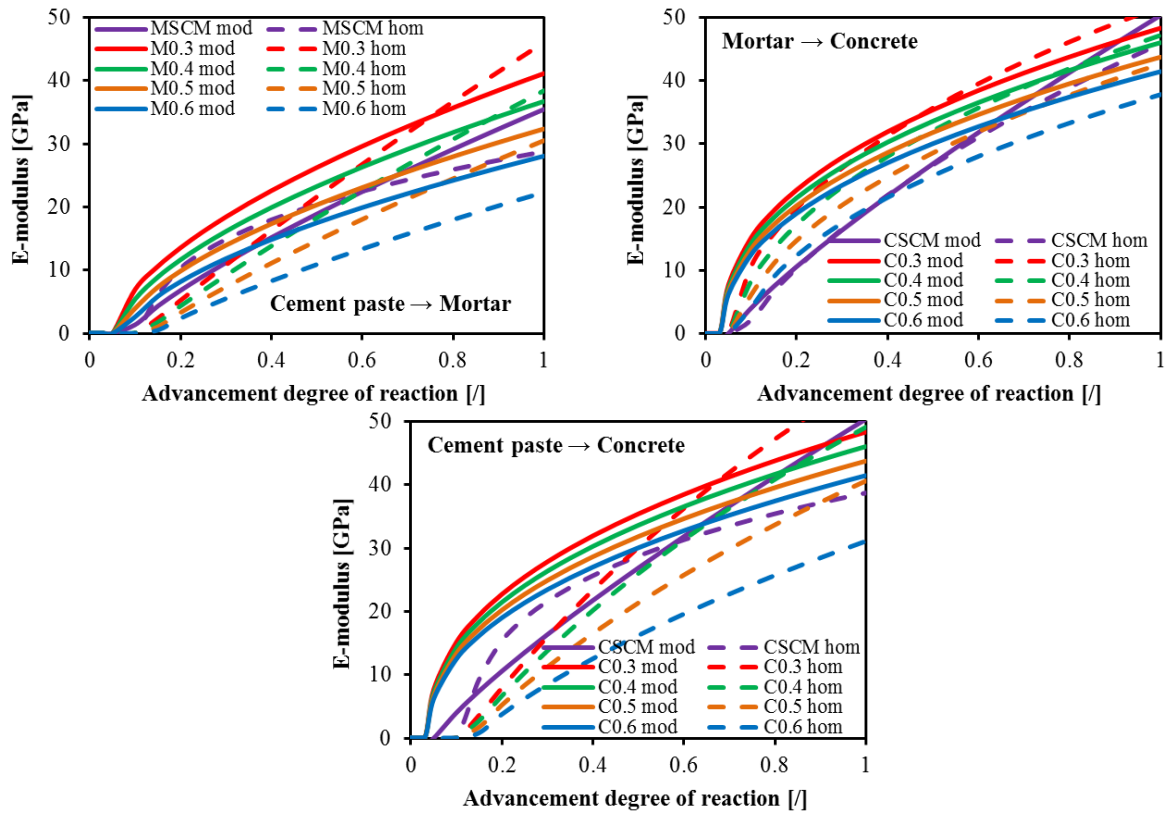 50
40
30
20
10
0
E-modulus [GPa]
MSCM mod MSCM hom
M0.3 mod M0.3 hom
M0.4 mod M0.4 hom
M0.5 mod M0.5 hom
M0.6 mod M0.6 hom
Cement paste → Mortar
0 0.2 0.4 0.6 0.8 1
Advancement degree of reaction [/]
50
40
30
20
10
0
E-modulus [GPa]
Mortar → Concrete
CSCM mod CSCM hom
C0.3 mod C0.3 hom
C0.4 mod C0.4 hom
C0.5 mod C0.5 hom
C0.6 mod C0.6 hom
0 0.2 0.4 0.6 0.8 1
Advancement degree of reaction [/]
50
40
30
20
10
0
E-modulus [GPa]
Cement paste → Concrete
CSCM mod CSCM hom
C0.3 mod C0.3 hom
C0.4 mod C0.4 hom
C0.5 mod C0.5 hom
C0.6 mod C0.6 hom
0 0.2 0.4 0.6 0.8 1
Advancement degree of reaction [/]